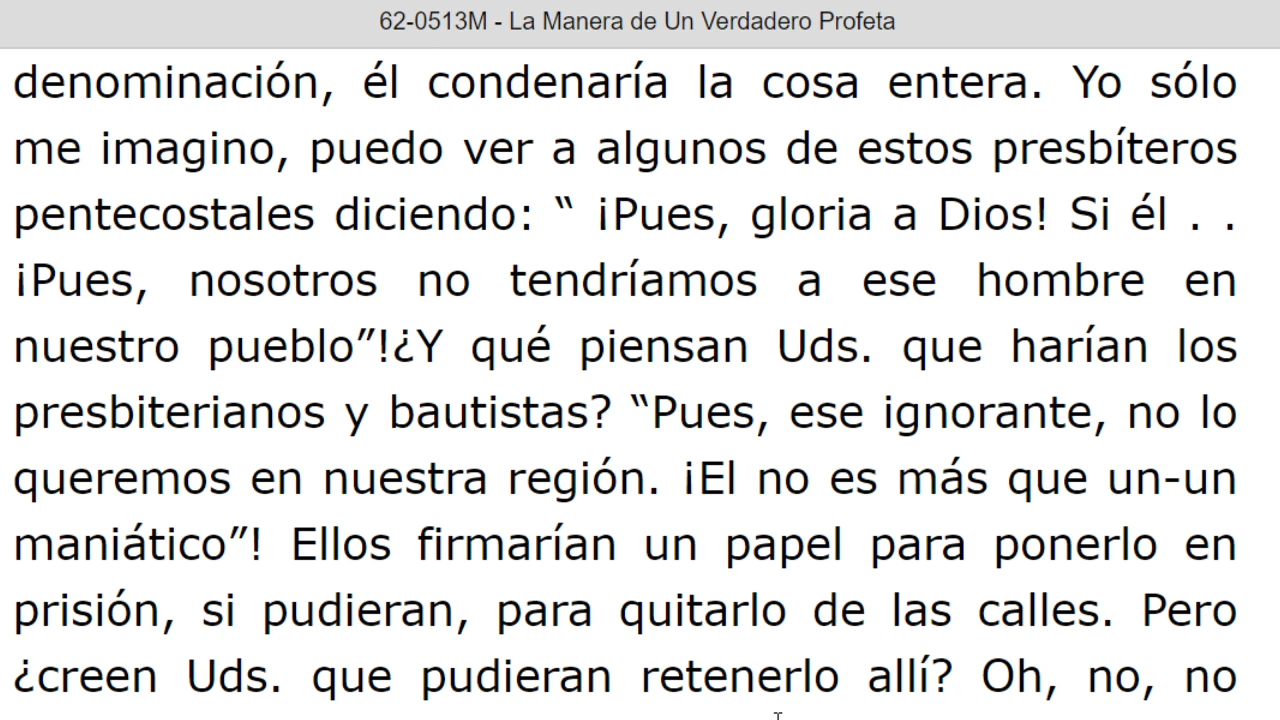 62-0513M - La Manera de Un Verdadero Profeta
denominación, él condenaría la cosa entera. Yo sólo
me imagino, puedo ver a algunos de estos presbíteros
pentecostales diciendo: “ ¡Pues, gloria a Dios! Si él . .
¡Pues, nosotros no tendríamos a ese hombre en
nuestro pueblo”!¿Y qué piensan Uds. que harían los
presbiterianos y bautistas? “Pues, ese ignorante, no lo
queremos en nuestra región. ¡El no es más que un-un
maniático”! Ellos firmarían un papel para ponerlo en
prisión, si pudieran, para quitarlo de las calles. Pero
¿creen Uds. que pudieran retenerlo allí? Oh, no, no